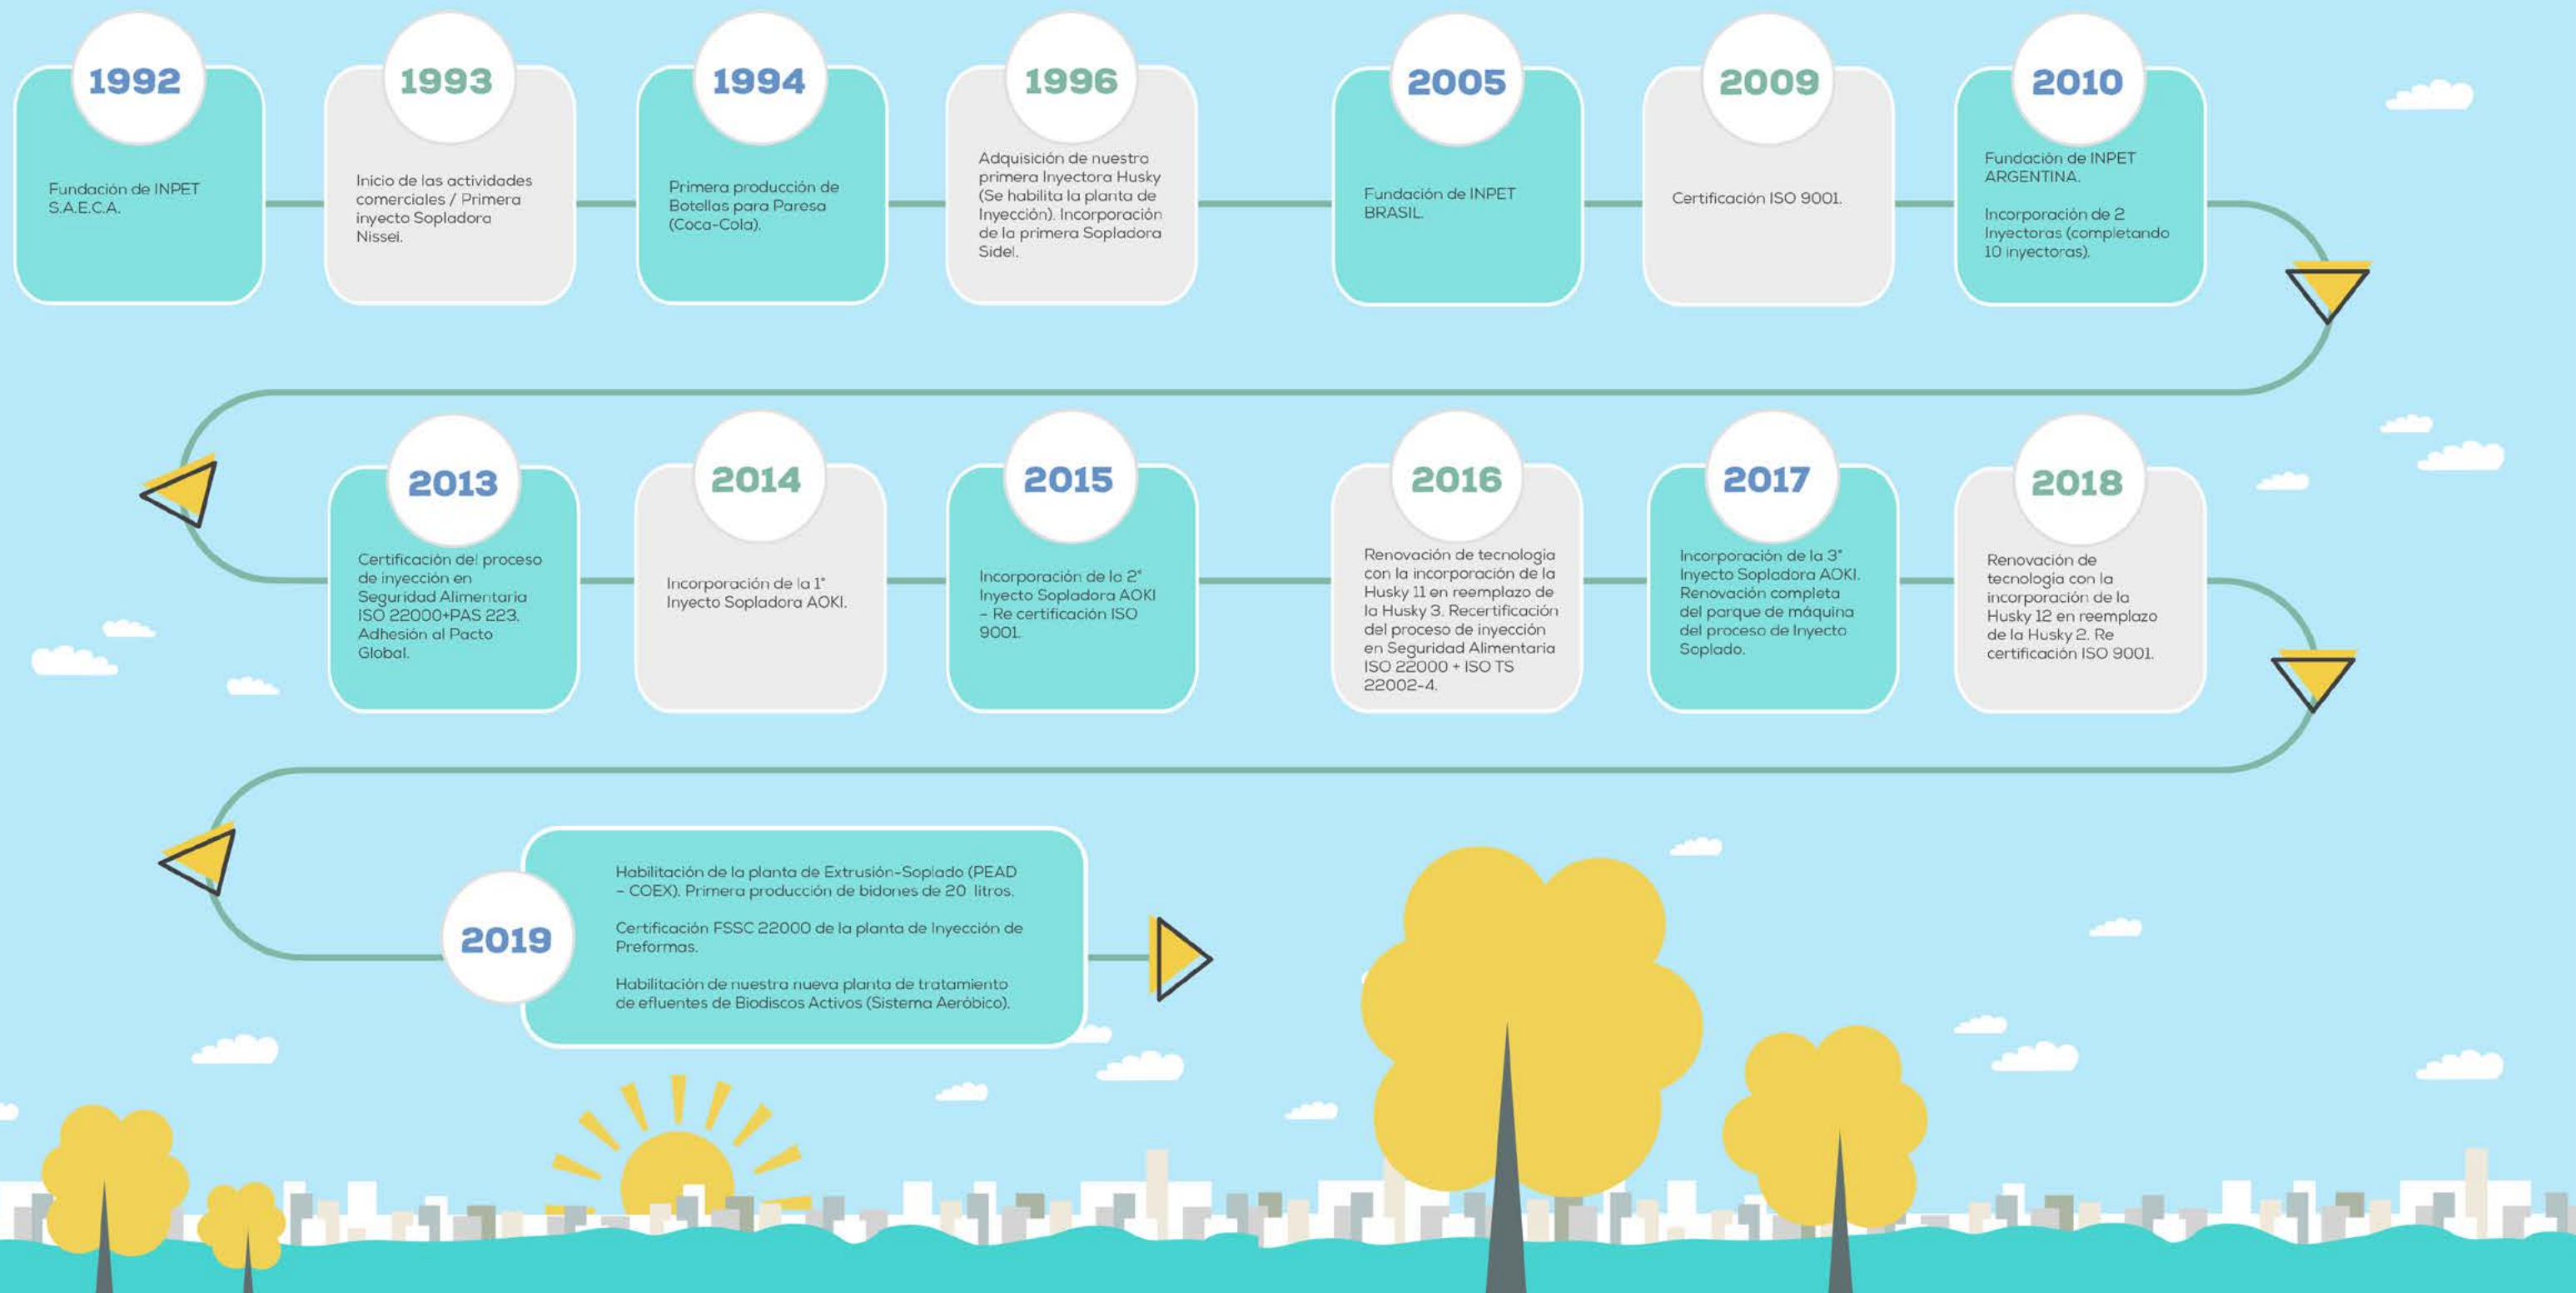 1992
Fundación de INPET
S.A.E.C.A.
1993
Inicio de las actividades
comerciales / Primera
inyecto Sopladora
Nissei.
1994
Primera producción de
Botellas para Paresa
(Coca-Cola).
1996
Adquisición de nuestra
primera Inyectora Husky
(Se habilita la planta de
Inyección). Incorporación
de la primera Sopladora
Sidel.
2005
Fundación de INPET
BRASIL.
2009
Certificación ISO 9001.
2010
Fundación de INPET
ARGENTINA.
Incorporación de 2
Inyectoras (completando
10 inyectoras).
2013
Certificación del proceso
de inyección en
Seguridad Alimentaria
ISO 22000+PAS 223.
Adhesión al Pacto
Global.
2014
Incorporación de la 1°
Inyecto Sopladora AOKI.
2015
Incorporación de la 2°
Inyecto Sopladora AOKI
– Re certificación ISO
9001.
2016
Renovación de tecnología
con la incorporación de la
Husky 11 en reemplazo de
la Husky 3. Recertificación
del proceso de inyección
en Seguridad Alimentaria
ISO 22000 + ISO TS
22002-4.
2017
Incorporación de la 3°
Inyecto Sopladora AOKI.
Renovación completa
del parque de máquina
del proceso de Inyecto
Soplado.
2018
Renovación de
tecnología con la
incorporación de la
Husky 12 en reemplazo
de la Husky 2. Re
certificación ISO 9001.
2019
Habilitación de la planta de Extrusión-Soplado (PEAD
– COEX). Primera producción de bidones de 20 litros.
Certificación FSSC 22000 de la planta de Inyección de
Preformas.
Habilitación de nuestra nueva planta de tratamiento
de efluentes de Biodiscos Activos (Sistema Aeróbico).